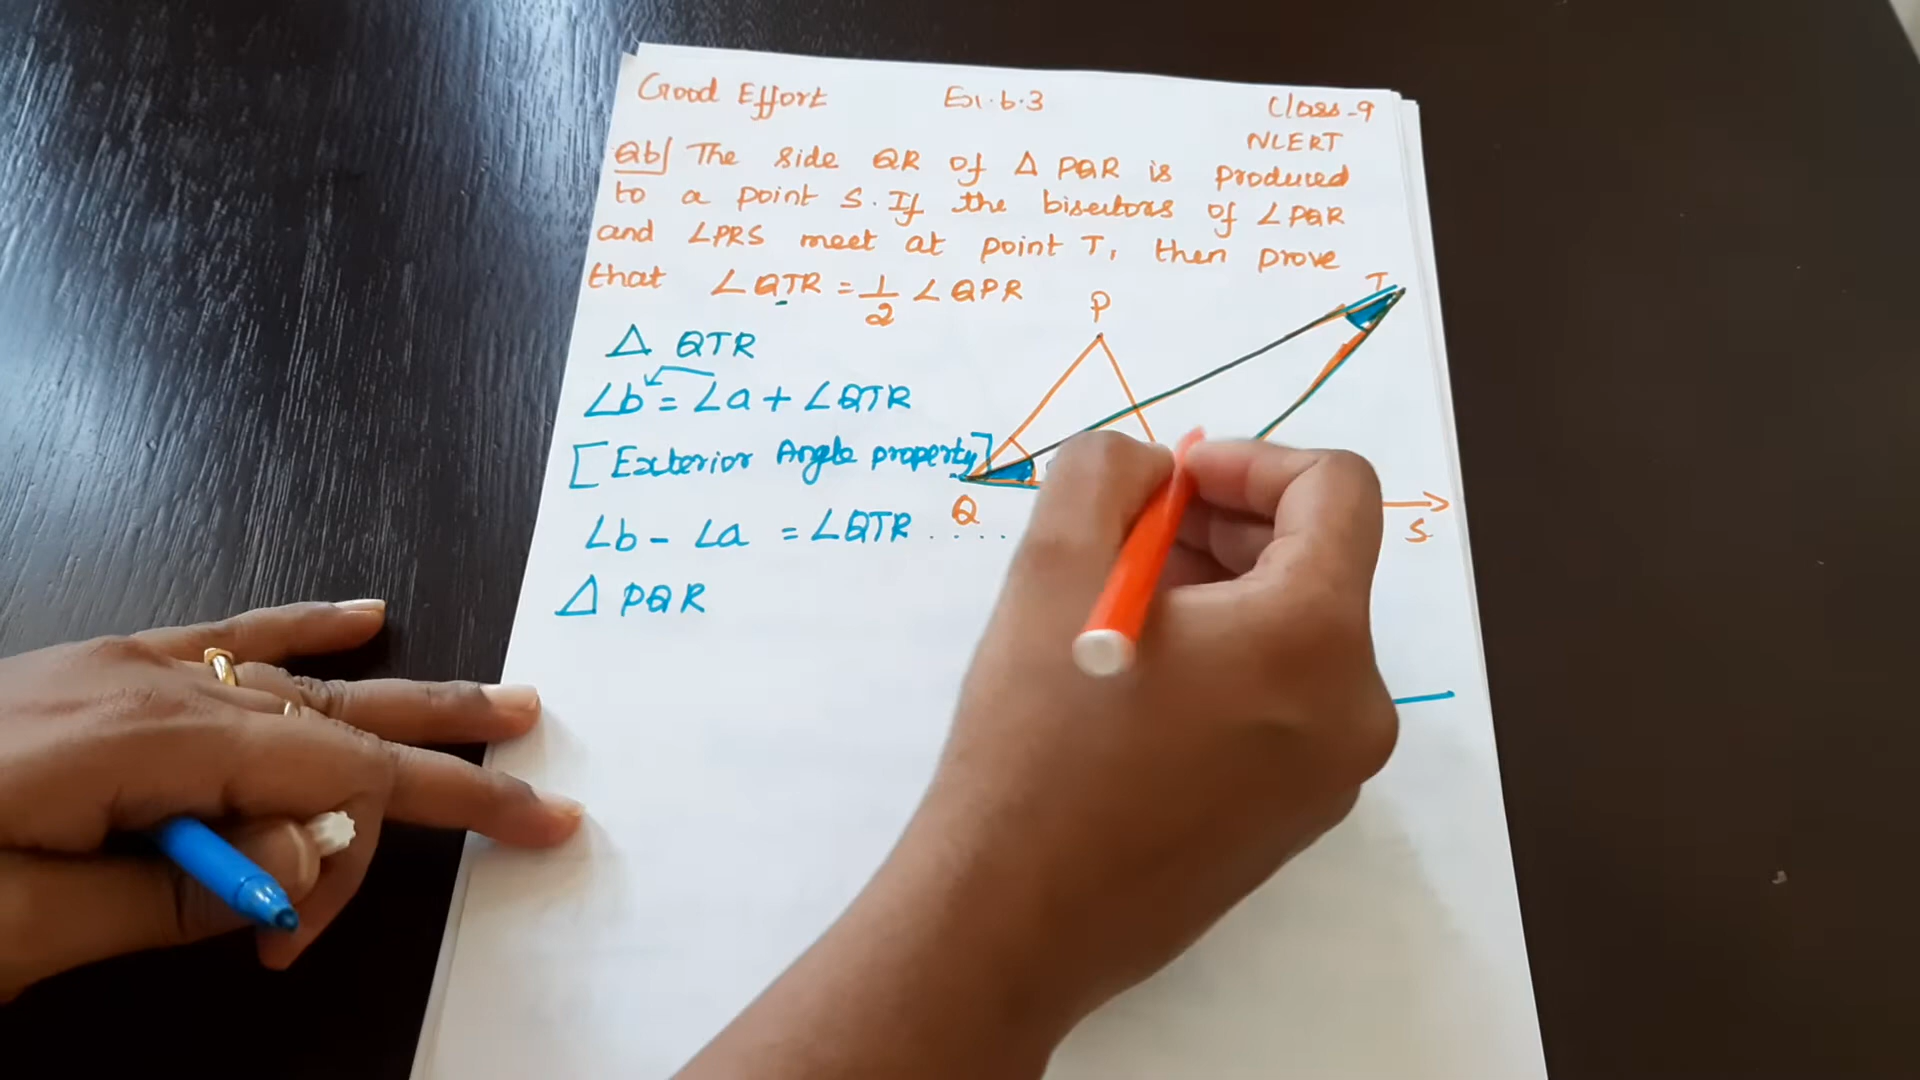 Good Effort Ex.6.3 Class-9
NCERT
Q6) The side QR of Δ PQR is produced
to a point S. If the bisectors of ∠PQR
and ∠PRS meet at point T, then prove
that ∠QTR = 1/2 ∠QPR
T
P
Δ QTR
∠b = ∠a + ∠QTR
[Exterior Angle property]
Q
S
∠b - ∠a = ∠QTR ....
Δ PQR